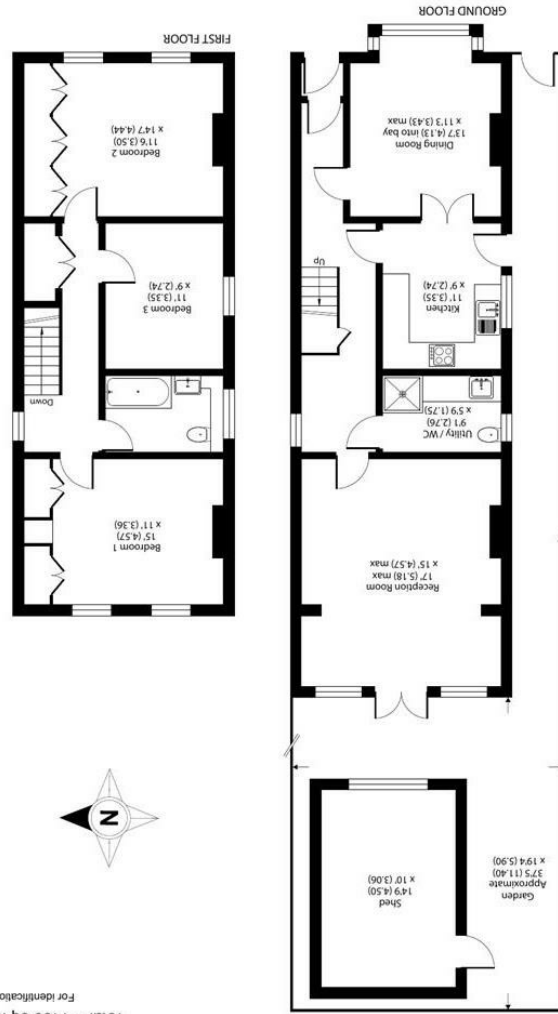 For identificatio
N
Garden
Approximate
37'5 (11.40)
x 19'4 (5.90)
Shed
14'9 (4.50)
x 10' (3.06)
Reception Room
17' (5.18) max
x 15' (4.57) max
Utility / WC
9'1 (2.76)
x 5'9 (1.75)
Kitchen
11' (3.35)
x 9' (2.74)
Up
Dining Room
13'7 (4.13) into bay
x 11'3 (3.43) max
GROUND FLOOR
Bedroom 1
15' (4.57)
x 11' (3.36)
Down
Bedroom 3
11' (3.35)
x 9' (2.74)
Bedroom 2
11'6 (3.50)
x 14'7 (4.44)
FIRST FLOOR